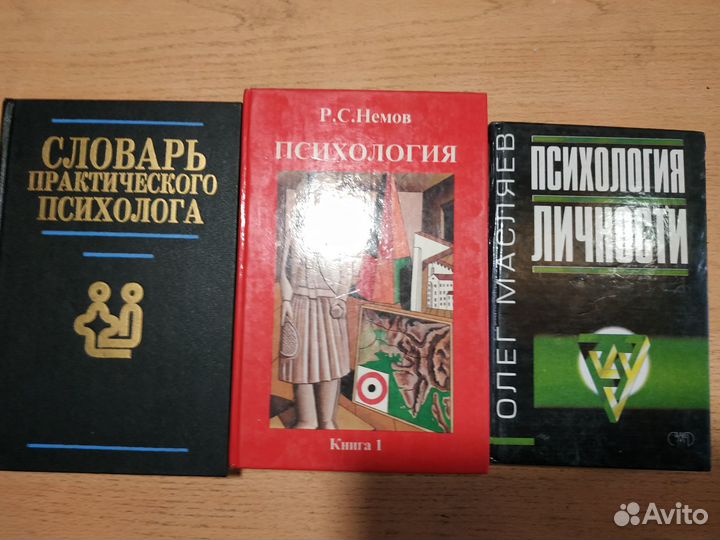 СЛОВАРЬ
ПРАКТИЧЕСКОГО
ПСИХОЛОГА
Р.С.Немов
ПСИХОЛОГИЯ
Книга 1
ОЛЕГ МАСЛЯЕВ
ПСИХОЛОГИЯ
ЛИЧНОСТИ
Avito